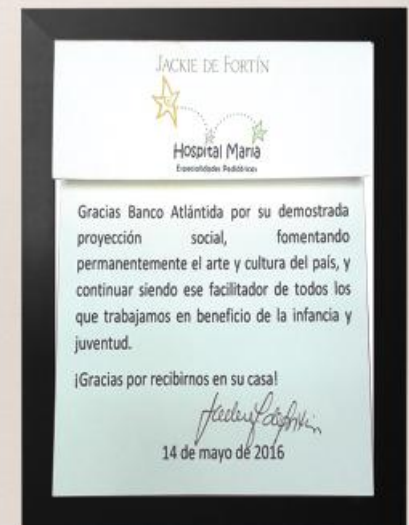 JACKIE DE FORTÍN
Hospital María
Especialidades Pediátricas
Gracias Banco Atlántida por su demostrada
proyección social, fomentando
permanentemente el arte y cultura del país, y
continuar siendo ese facilitador de todos los
que trabajamos en beneficio de la infancia y
juventud.
¡Gracias por recibirnos en su casa!
14 de mayo de 2016